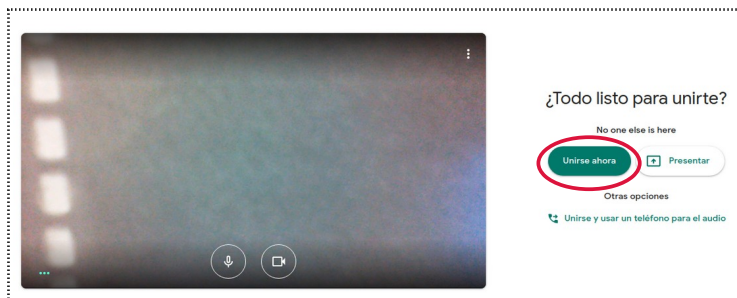 ¿Todo listo para unirte?
No one else is here
Unirse ahora
Presentar
Otras opciones
Unirse y usar un teléfono para el audio